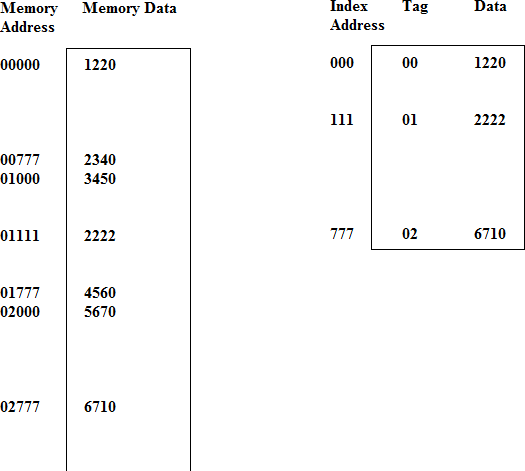 Memory Address Memory Data
00000 1220
00777 2340
01000 3450
01111 2222
01777 4560
02000 5670
02777 6710
Index Address Tag Data
000 00 1220
111 01 2222
777 02 6710